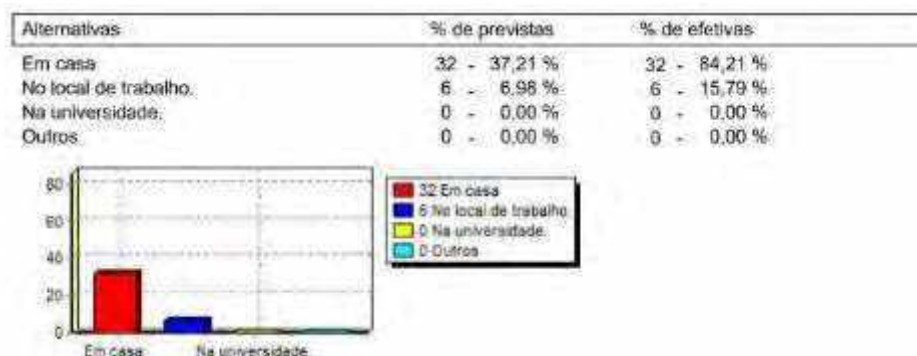 Alternativas % de previstas % de efetivas
Em casa 32 - 37,21 % 32 - 84,21 %
No local de trabalho. 6 - 6,98 % 6 - 15,79 %
Na universidade. 0 - 0,00 % 0 - 0,00 %
Outros 0 - 0,00 % 0 - 0,00 %
80
60
40
20
0
Em casa Na universidade.
32 Em casa
6 No local de trabalho
0 Na universidade.
0 Outros